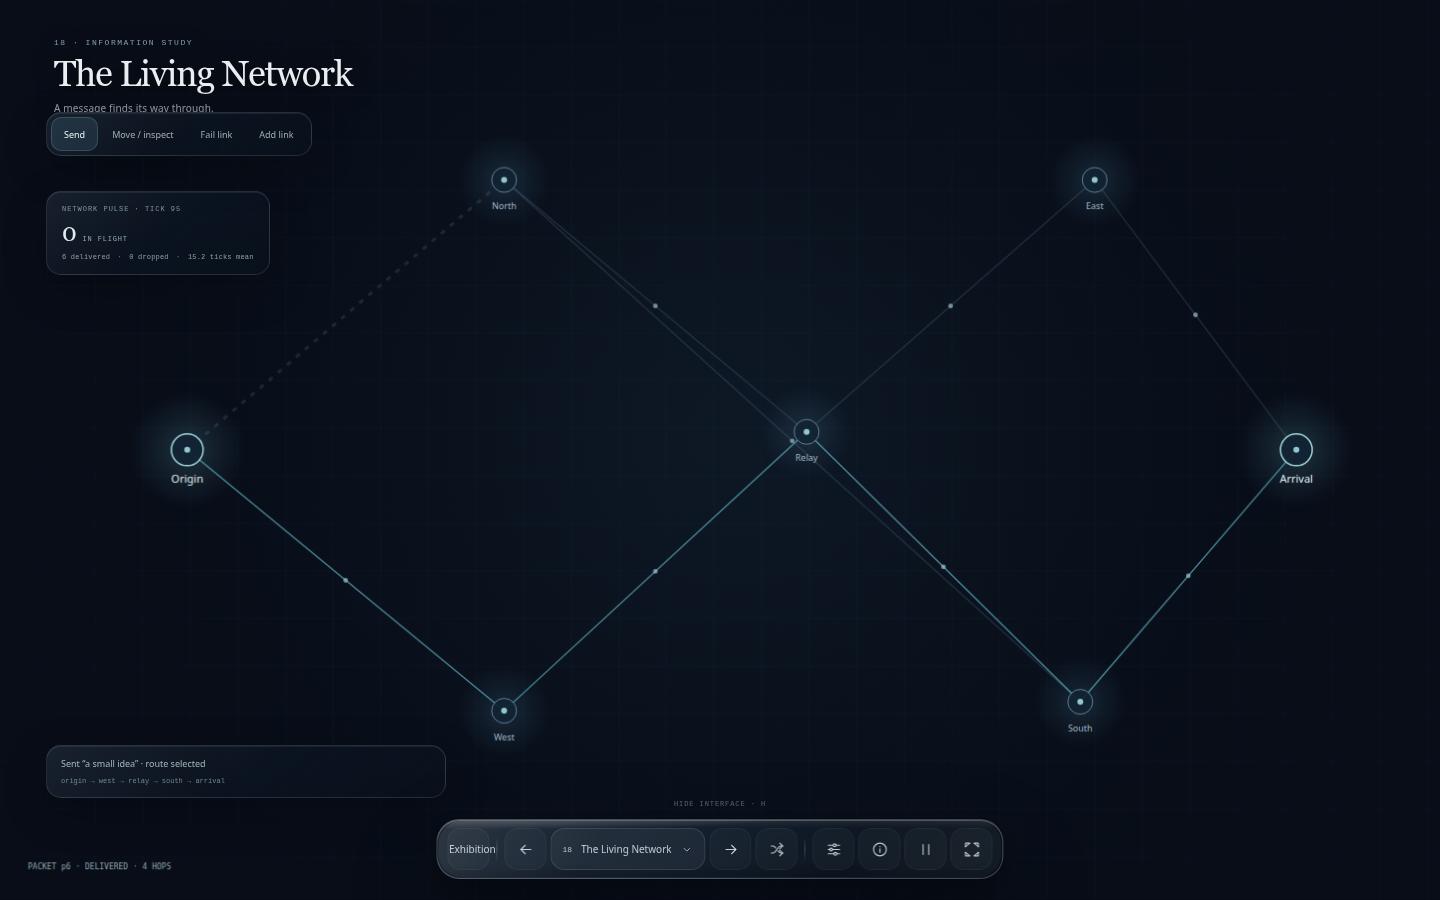 18 · INFORMATION STUDY
The Living Network
A message finds its way through.
Send Move / inspect Fail link Add link
NETWORK PULSE · TICK 95
0 IN FLIGHT
6 delivered · 0 dropped · 15.2 ticks mean
North
East
Relay
Origin
Arrival
West
South
Sent “a small idea” · route selected
origin → west → relay → south → arrival
HIDE INTERFACE · H
Exhibition
18 The Living Network
PACKET p6 · DELIVERED · 4 HOPS